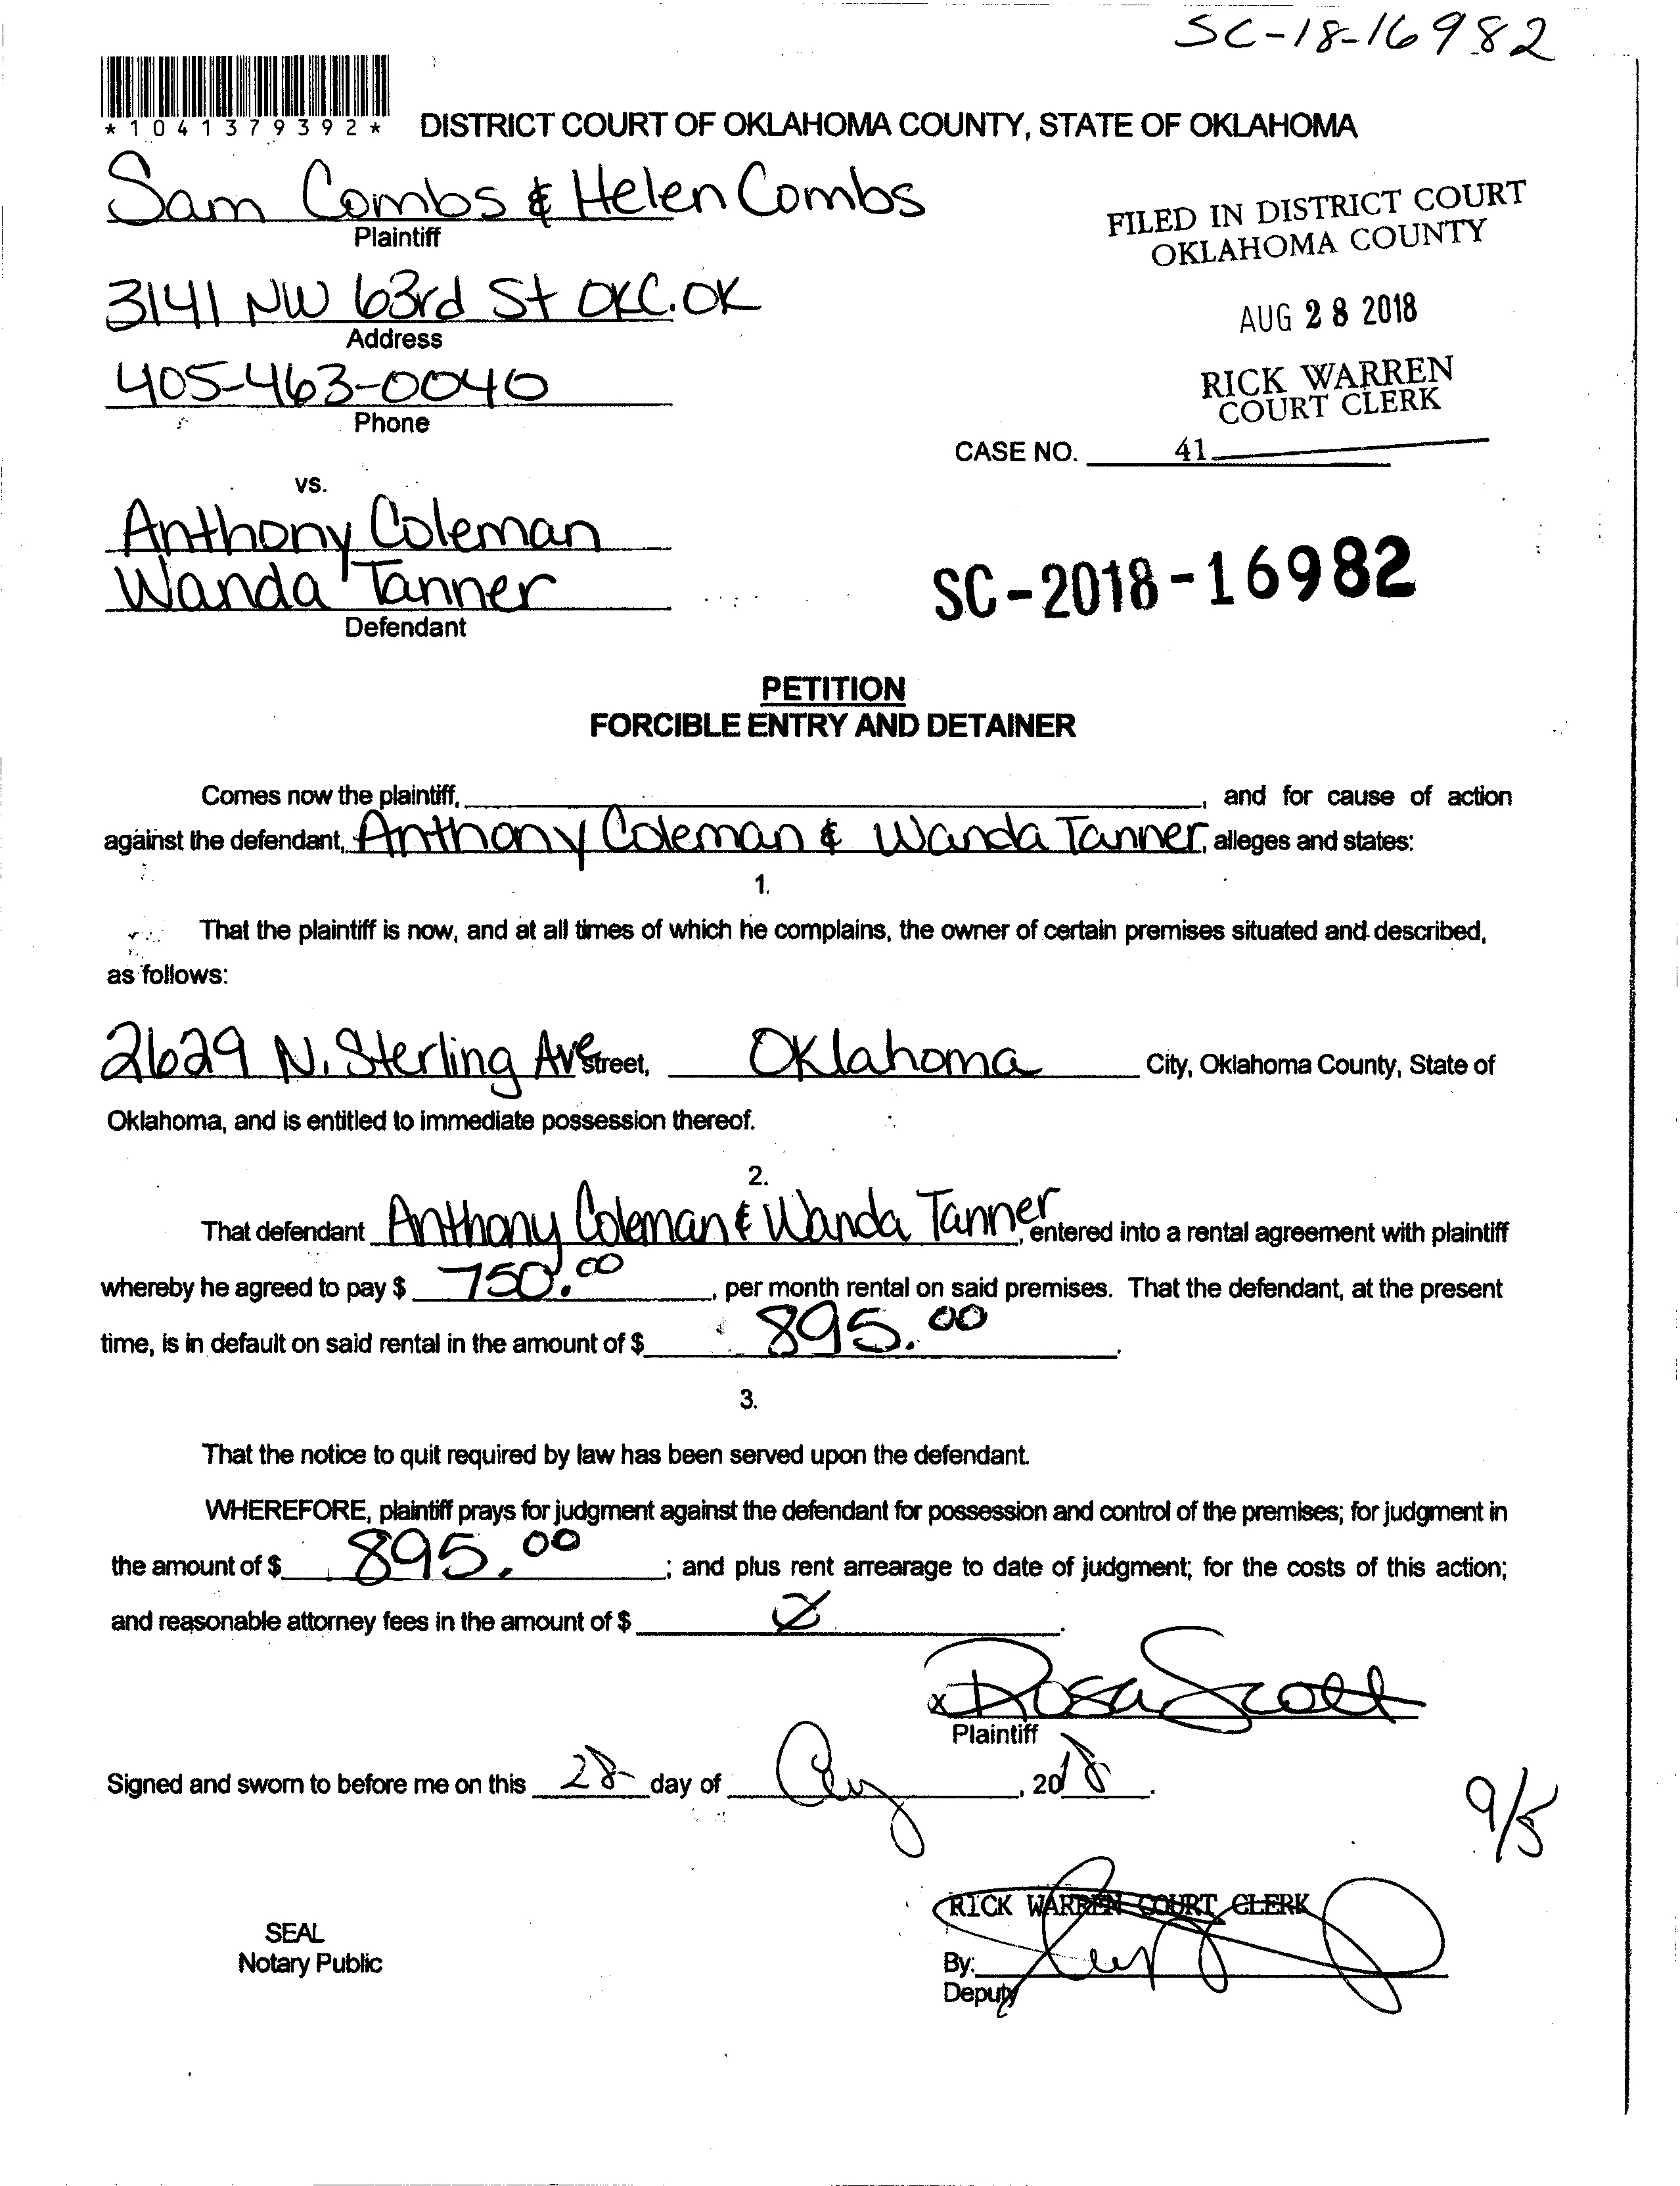 SC-18-16982
*1041379392*
DISTRICT COURT OF OKLAHOMA COUNTY, STATE OF OKLAHOMA
Sam Combs & Helen Combs
Plaintiff
FILED IN DISTRICT COURT
OKLAHOMA COUNTY
3141 NW 63rd St OKC.OK
Address
AUG 28 2018
405-463-0040
Phone
RICK WARREN
COURT CLERK
CASE NO. 41
vs.
Anthony Coleman
Wanda Tanner
Defendant
SC-2018-16982
PETITION
FORCIBLE ENTRY AND DETAINER
Comes now the plaintiff, , and for cause of action
against the defendant, Anthony Coleman & Wanda Tanner, alleges and states:
1.
That the plaintiff is now, and at all times of which he complains, the owner of certain premises situated and described,
as follows:
2629 N. Sterling Ave Street, Oklahoma City, Oklahoma County, State of
Oklahoma, and is entitled to immediate possession thereof.
2.
That defendant Anthony Coleman & Wanda Tanner, entered into a rental agreement with plaintiff
whereby he agreed to pay $ 750.00, per month rental on said premises. That the defendant, at the present
time, is in default on said rental in the amount of $ 895.00.
3.
That the notice to quit required by law has been served upon the defendant.
WHEREFORE, plaintiff prays for judgment against the defendant for possession and control of the premises; for judgment in
the amount of $ 895.00; and plus rent arrearage to date of judgment; for the costs of this action;
and reasonable attorney fees in the amount of $ Ø.
x Rosa Scott
Plaintiff
Signed and sworn to before me on this 28 day of Aug, 2018.
9/5
RICK WARREN COURT CLERK
SEAL
Notary Public
By:
Deputy